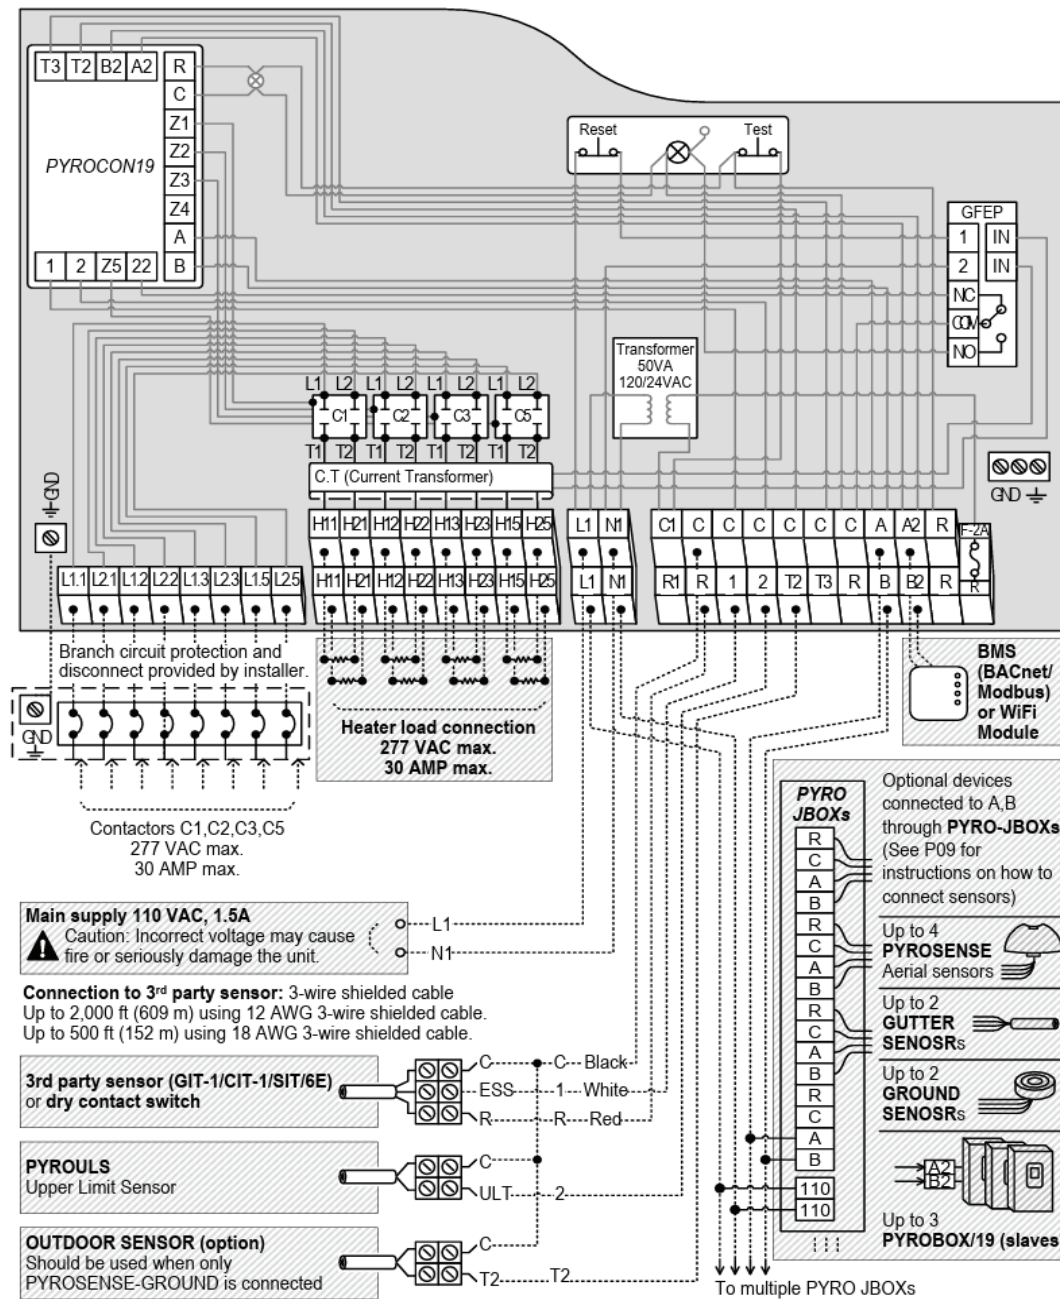 T3 T2 B2 A2
R
C
Z1
Z2
Z3
Z4
A
B
PYROCON19
1 2 Z5 22
Reset
Test
GFEP
1 IN
2 IN
NC
COM
NO
Transformer
50VA
120/24VAC
L1 L2 L1 L2 L1 L2 L1 L2
C1 C2 C3 C5
T1 T2 T1 T2 T1 T2 T1 T2
C.T (Current Transformer)
GND
GND
H11 H21 H12 H22 H13 H23 H15 H25
L1 N1
C1 C C C C C C A A2 R
F-2A
L1.1 L2.1 L1.2 L2.2 L1.3 L2.3 L1.5 L2.5
H11 H21 H12 H22 H13 H23 H15 H25
L1 N1
R1 R 1 2 T2 T3 R B B2 R R
Branch circuit protection and
disconnect provided by installer.
GND
Heater load connection
277 VAC max.
30 AMP max.
BMS
(BACnet/
Modbus)
or WiFi
Module
Contactors C1,C2,C3,C5
277 VAC max.
30 AMP max.
PYRO
JBOXs
R
C
A
B
R
C
A
B
R
C
A
B
R
C
A
B
110
110
Optional devices
connected to A,B
through PYRO-JBOXs
(See P09 for
instructions on how to
connect sensors)
Up to 4
PYROSENSE
Aerial sensors
Up to 2
GUTTER
SENOSRs
Up to 2
GROUND
SENOSRs
A2
B2
Up to 3
PYROBOX/19 (slaves
Main supply 110 VAC, 1.5A
Caution: Incorrect voltage may cause
fire or seriously damage the unit.
L1
N1
Connection to 3rd party sensor: 3-wire shielded cable
Up to 2,000 ft (609 m) using 12 AWG 3-wire shielded cable.
Up to 500 ft (152 m) using 18 AWG 3-wire shielded cable.
3rd party sensor (GIT-1/CIT-1/SIT/6E)
or dry contact switch
C C Black
ESS 1 White
R R Red
PYROULS
Upper Limit Sensor
C
ULT 2
OUTDOOR SENSOR (option)
Should be used when only
PYROSENSE-GROUND is connected
C
T2 T2
To multiple PYRO JBOXs